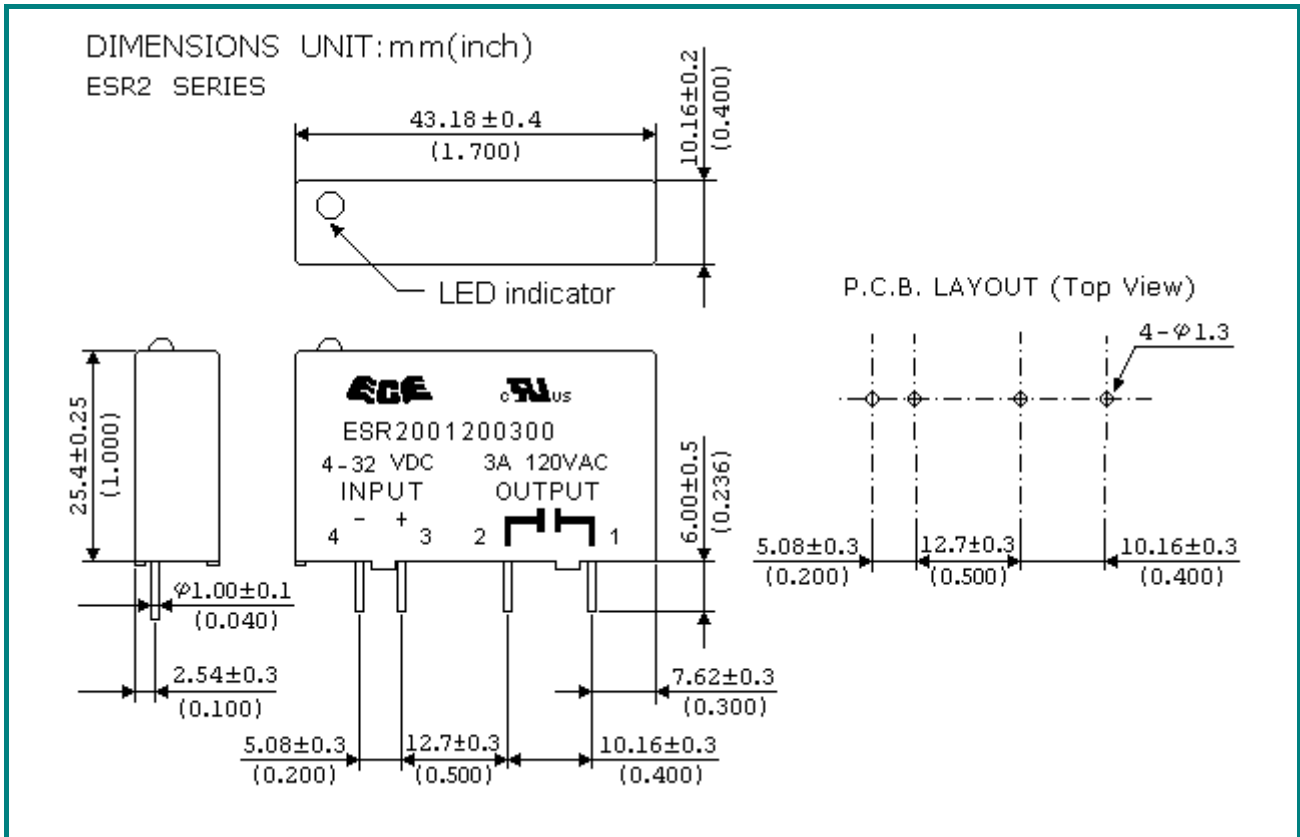 DIMENSIONS UNIT:mm(inch)
ESR2 SERIES
43.18±0.4
(1.700)
10.16±0.2
(0.400)
LED indicator
P.C.B. LAYOUT (Top View)
4-φ1.3
25.4±0.25
(1.000)
ECE
c RU us
ESR2001200300
4-32 VDC 3A 120VAC
INPUT OUTPUT
4 - + 3 2 1
6.00±0.5
(0.236)
5.08±0.3 12.7±0.3 10.16±0.3
(0.200) (0.500) (0.400)
φ1.00±0.1
(0.040)
2.54±0.3
(0.100)
7.62±0.3
(0.300)
5.08±0.3 12.7±0.3 10.16±0.3
(0.200) (0.500) (0.400)